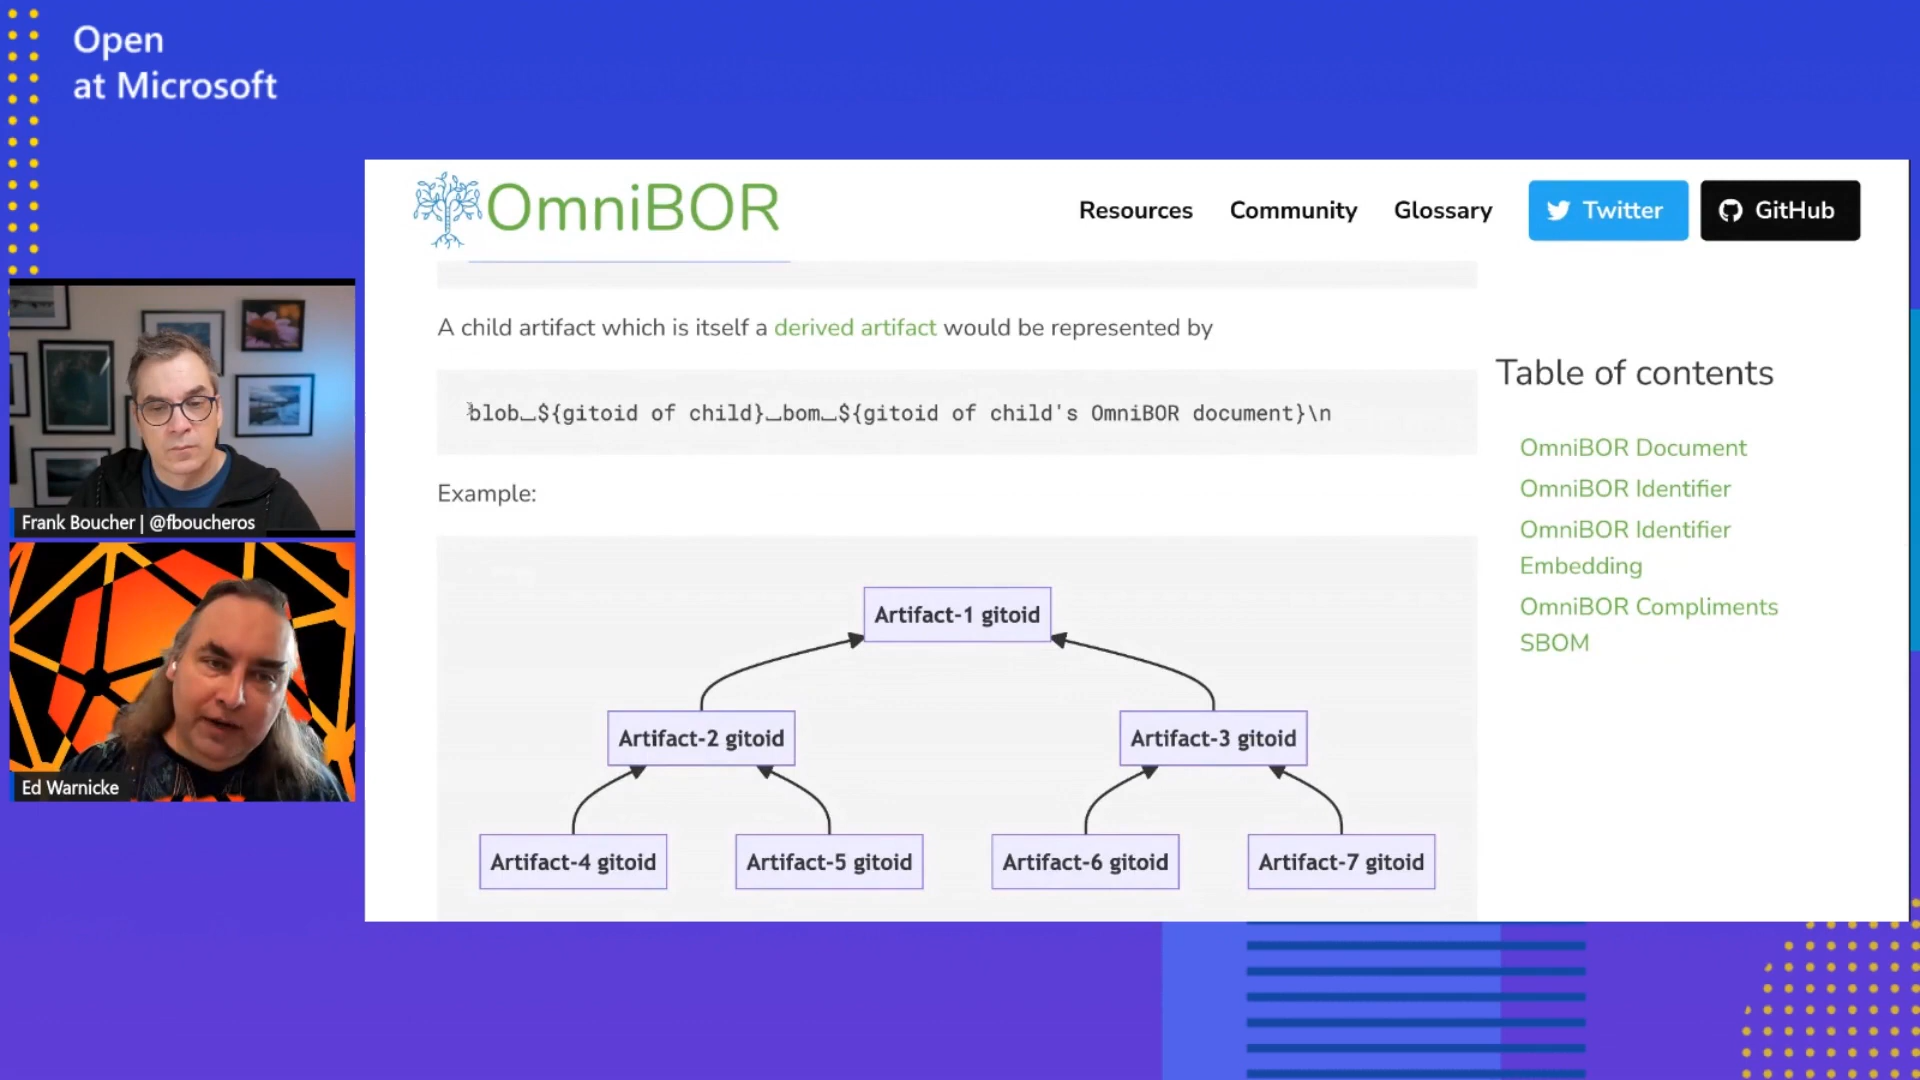 Open
at Microsoft
OmniBOR
Resources
Community
Glossary
Twitter
GitHub
A child artifact which is itself a derived artifact would be represented by
blob⎵${gitoid of child}⎵bom⎵${gitoid of child's OmniBOR document}\n
Example:
Artifact-1 gitoid
Artifact-2 gitoid
Artifact-3 gitoid
Artifact-4 gitoid
Artifact-5 gitoid
Artifact-6 gitoid
Artifact-7 gitoid
Table of contents
OmniBOR Document
OmniBOR Identifier
OmniBOR Identifier
Embedding
OmniBOR Compliments
SBOM
Frank Boucher | @fboucheros
Ed Warnicke